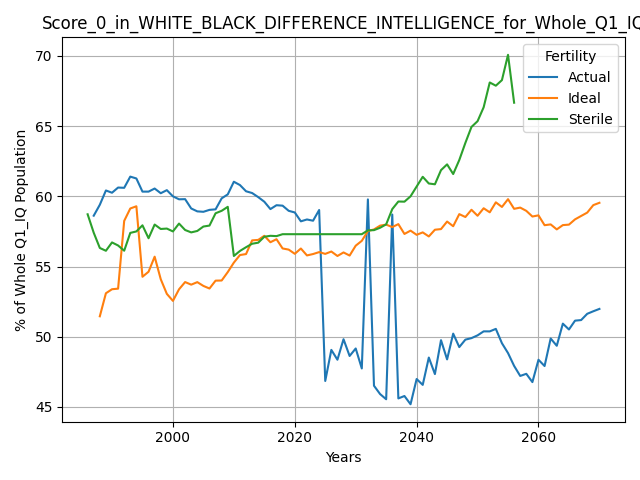 Score_0_in_WHITE_BLACK_DIFFERENCE_INTELLIGENCE_for_Whole_Q1_IQ
Fertility
Actual
Ideal
Sterile
% of Whole Q1_IQ Population
70
65
60
55
50
45
2000 2020 2040 2060
Years